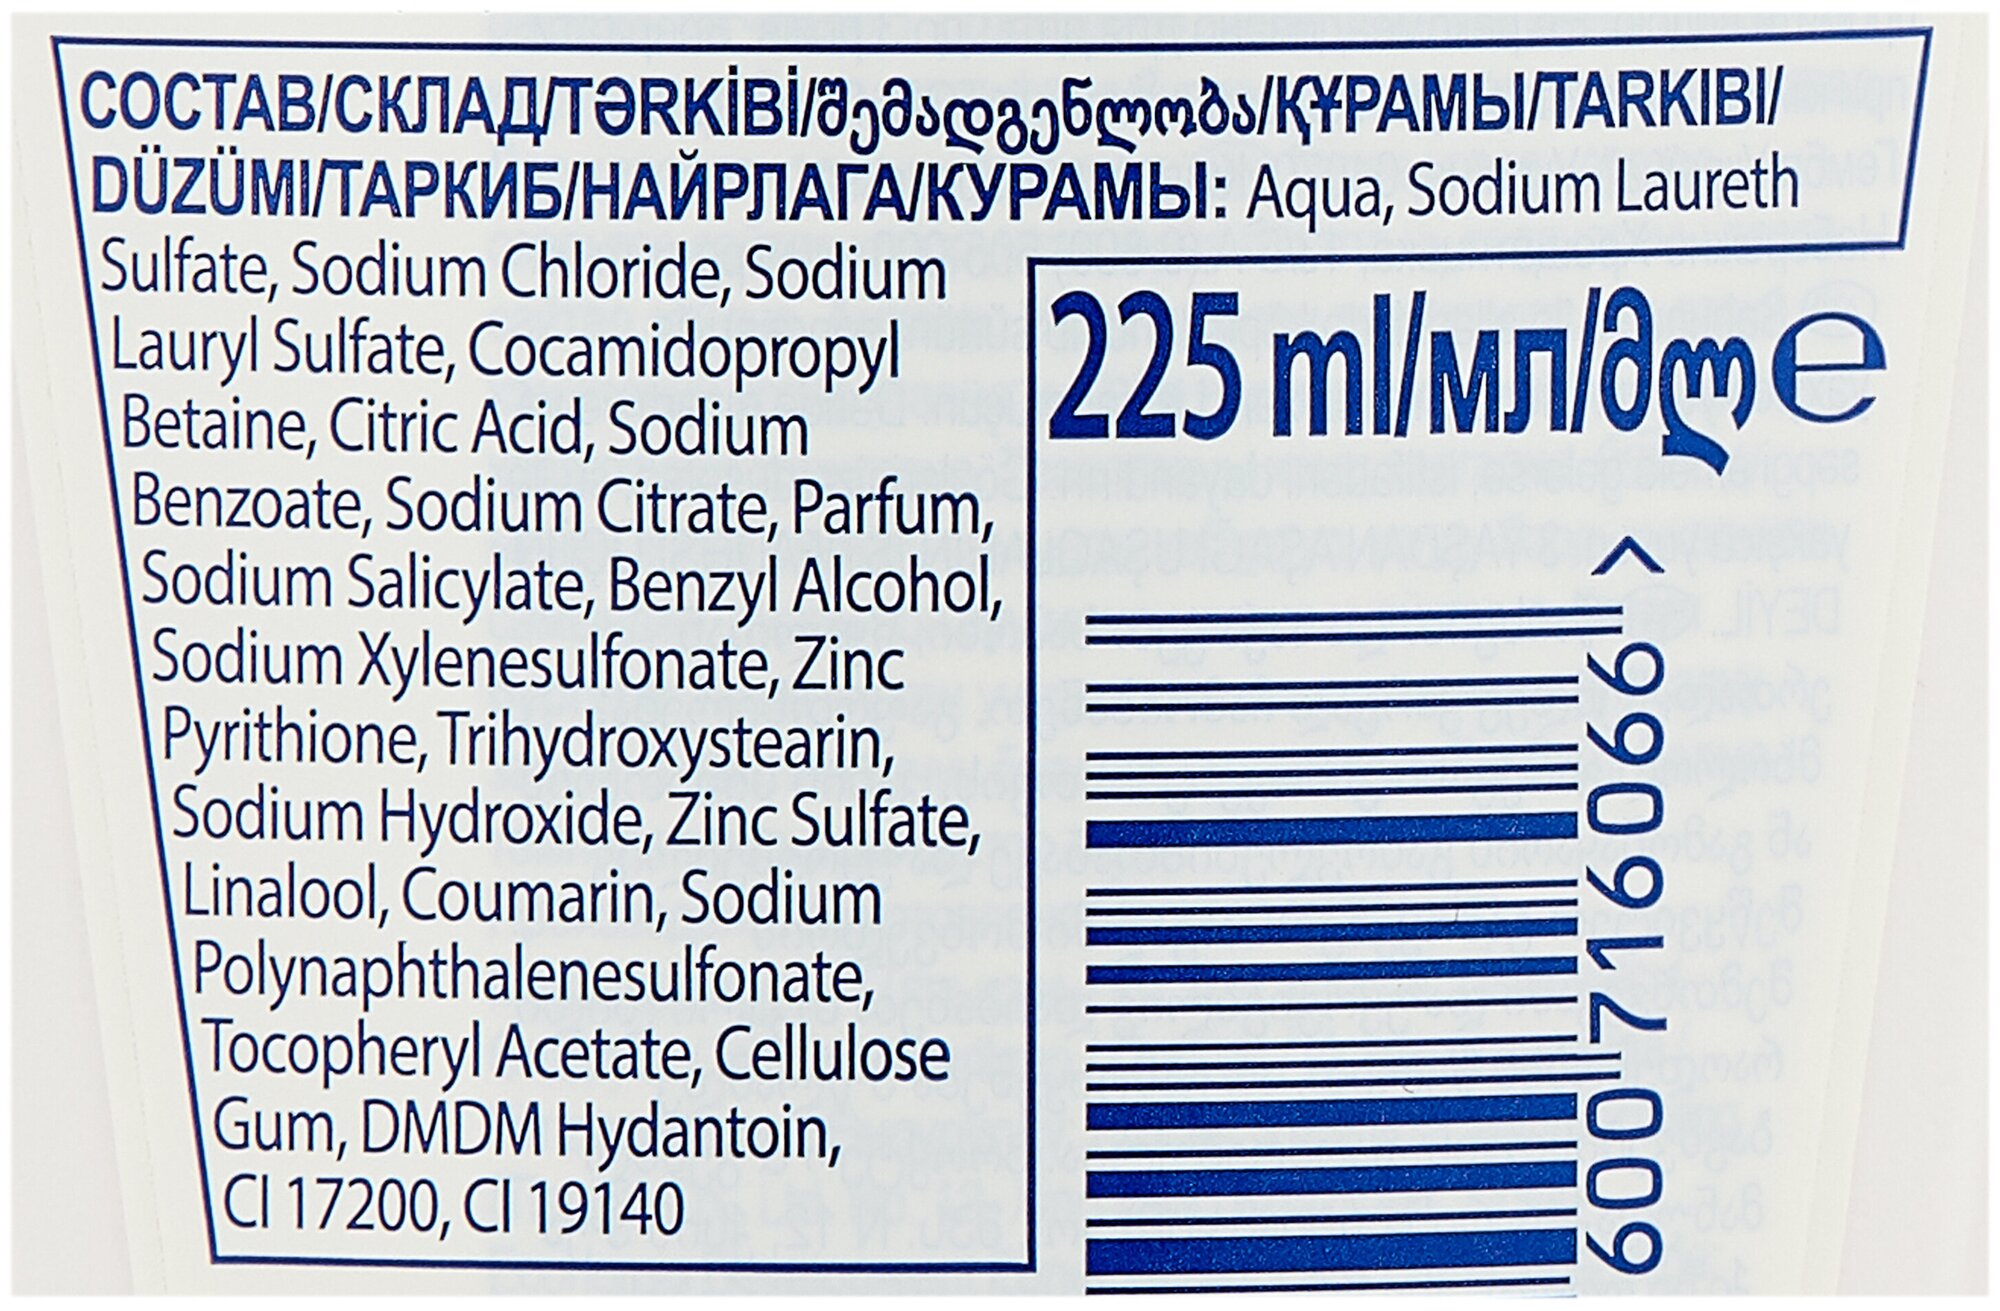 СОСТАВ/СКЛАД/TƏRKİBİ/შემადგენლობა/ҚҰРАМЫ/TARKIBI/
DÜZÜMI/ТАРКИБ/НАЙРЛАГА/КУРАМЫ: Aqua, Sodium Laureth
Sulfate, Sodium Chloride, Sodium
Lauryl Sulfate, Cocamidopropyl
Betaine, Citric Acid, Sodium
Benzoate, Sodium Citrate, Parfum,
Sodium Salicylate, Benzyl Alcohol,
Sodium Xylenesulfonate, Zinc
Pyrithione, Trihydroxystearin,
Sodium Hydroxide, Zinc Sulfate,
Linalool, Coumarin, Sodium
Polynaphthalenesulfonate,
Tocopheryl Acetate, Cellulose
Gum, DMDM Hydantoin,
CI 17200, CI 19140
225 ml/мл/მლ ℮
600716066 >